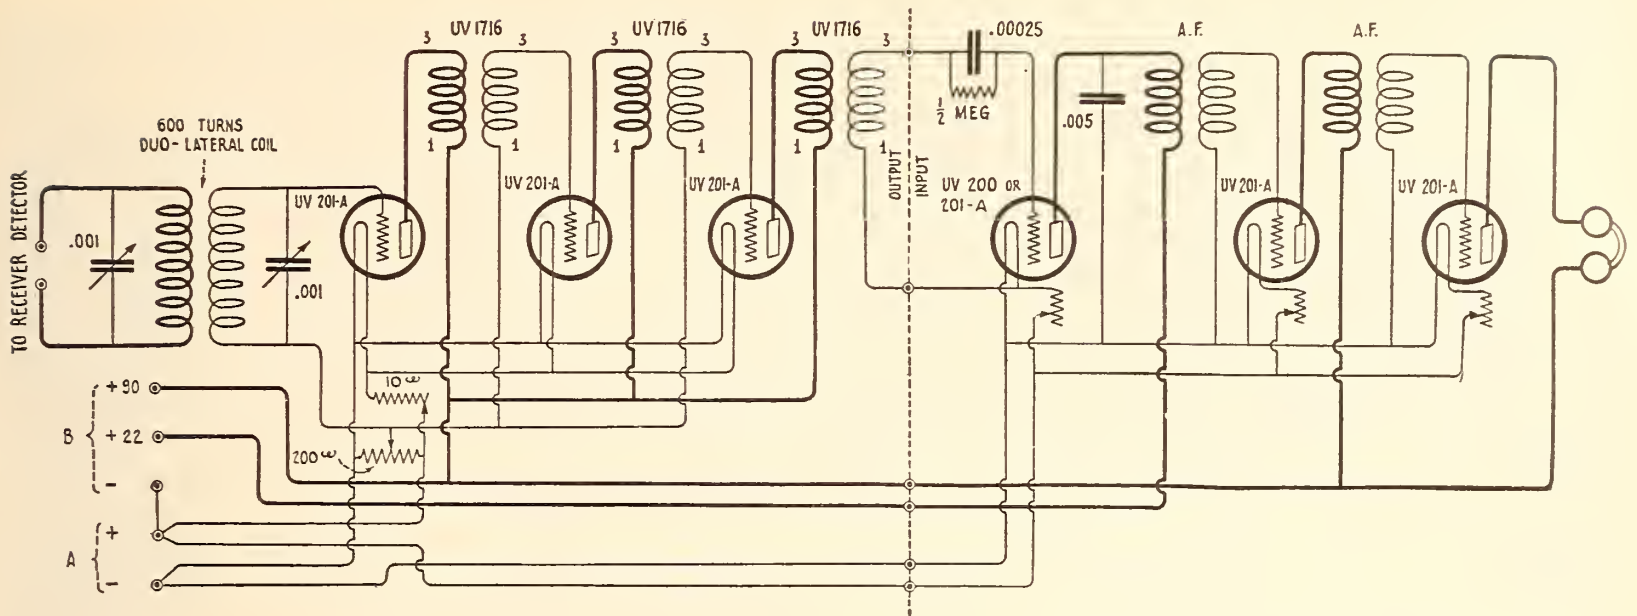 UV 1716
UV 1716
UV 1716
.00025
A.F.
A.F.
3
3
3
3
3
3
½ MEG
.005
1
1
1
1
1
1
600 TURNS
DUO-LATERAL COIL
OUTPUT
INPUT
TO RECEIVER DETECTOR
.001
.001
UV 201-A
UV 201-A
UV 201-A
UV 200 OR
201-A
UV 201-A
UV 201-A
10 ω
200 ω
B
+ 90
+ 22
-
A
+
-